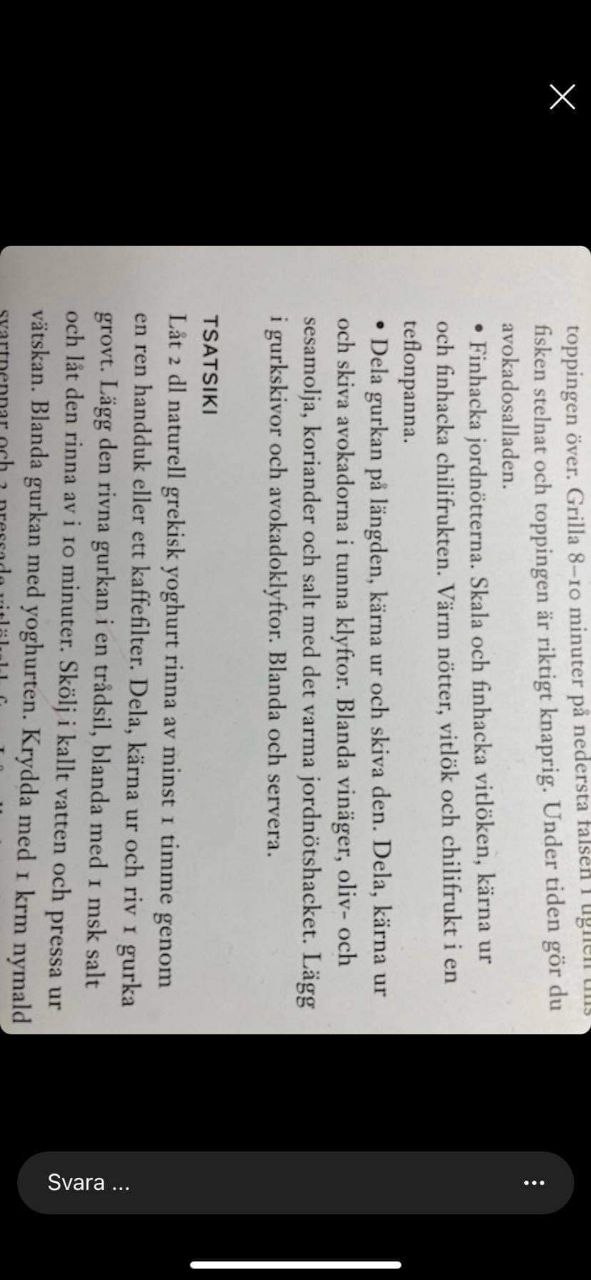 toppingen över. Grilla 8–10 minuter på nedersta falsen i
fisken stelnat och toppingen är riktigt knaprig. Under tiden gör du
avokadosalladen.
• Finhacka jordnötterna. Skala och finhacka vitlöken, kärna ur
och finhacka chilifrukten. Värm nötter, vitlök och chilifrukt i en
teflonpanna.
• Dela gurkan på längden, kärna ur och skiva den. Dela, kärna ur
och skiva avokadorna i tunna klyftor. Blanda vinäger, oliv- och
sesamolja, koriander och salt med det varma jordnötshacket. Lägg
i gurkskivor och avokadoklyftor. Blanda och servera.
TSATSIKI
Låt 2 dl naturell grekisk yoghurt rinna av minst 1 timme genom
en ren handduk eller ett kaffefilter. Dela, kärna ur och riv 1 gurka
grovt. Lägg den rivna gurkan i en trådsil, blanda med 1 msk salt
och låt den rinna av i 10 minuter. Skölj i kallt vatten och pressa ur
vätskan. Blanda gurkan med yoghurten. Krydda med 1 krm nymald
svartpeppar och 2 pressade
Svara ...